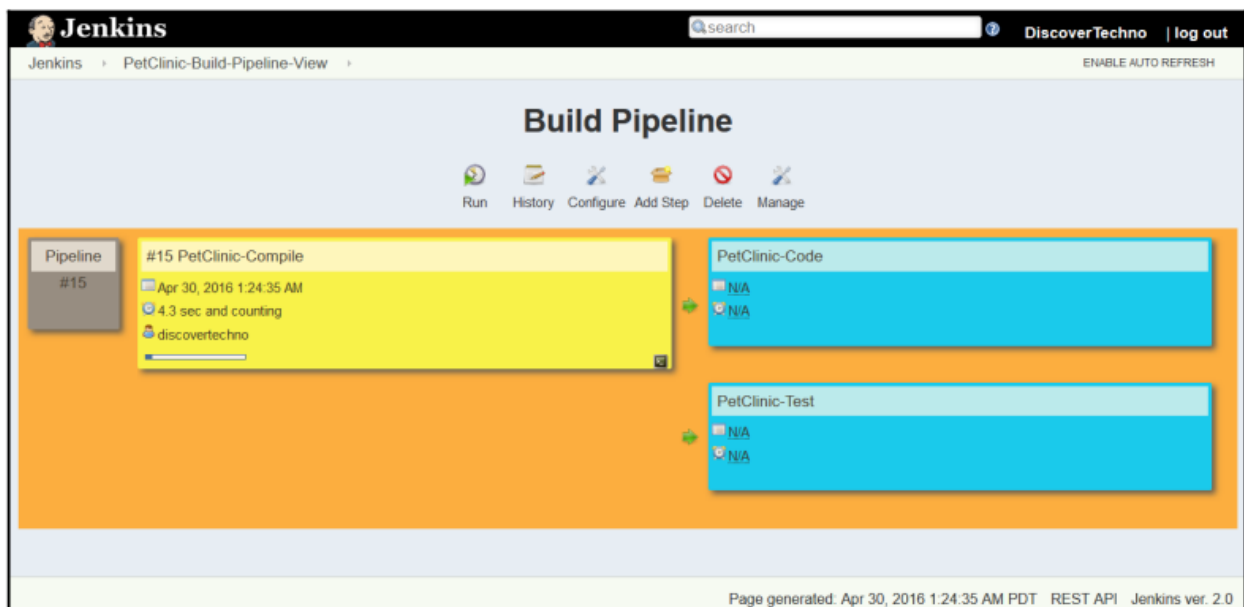 Jenkins
search
DiscoverTechno | log out
Jenkins PetClinic-Build-Pipeline-View
ENABLE AUTO REFRESH
Build Pipeline
Run History Configure Add Step Delete Manage
Pipeline
#15
#15 PetClinic-Compile
Apr 30, 2016 1:24:35 AM
4.3 sec and counting
discovertechno
PetClinic-Code
N/A
N/A
PetClinic-Test
N/A
N/A
Page generated: Apr 30, 2016 1:24:35 AM PDT REST API Jenkins ver. 2.0